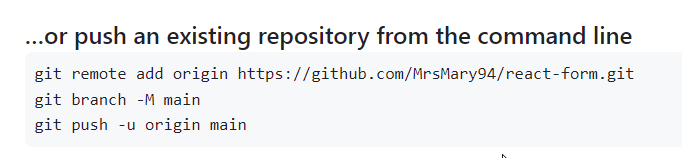 ...or push an existing repository from the command line
git remote add origin https://github.com/MrsMary94/react-form.git
git branch -M main
git push -u origin main